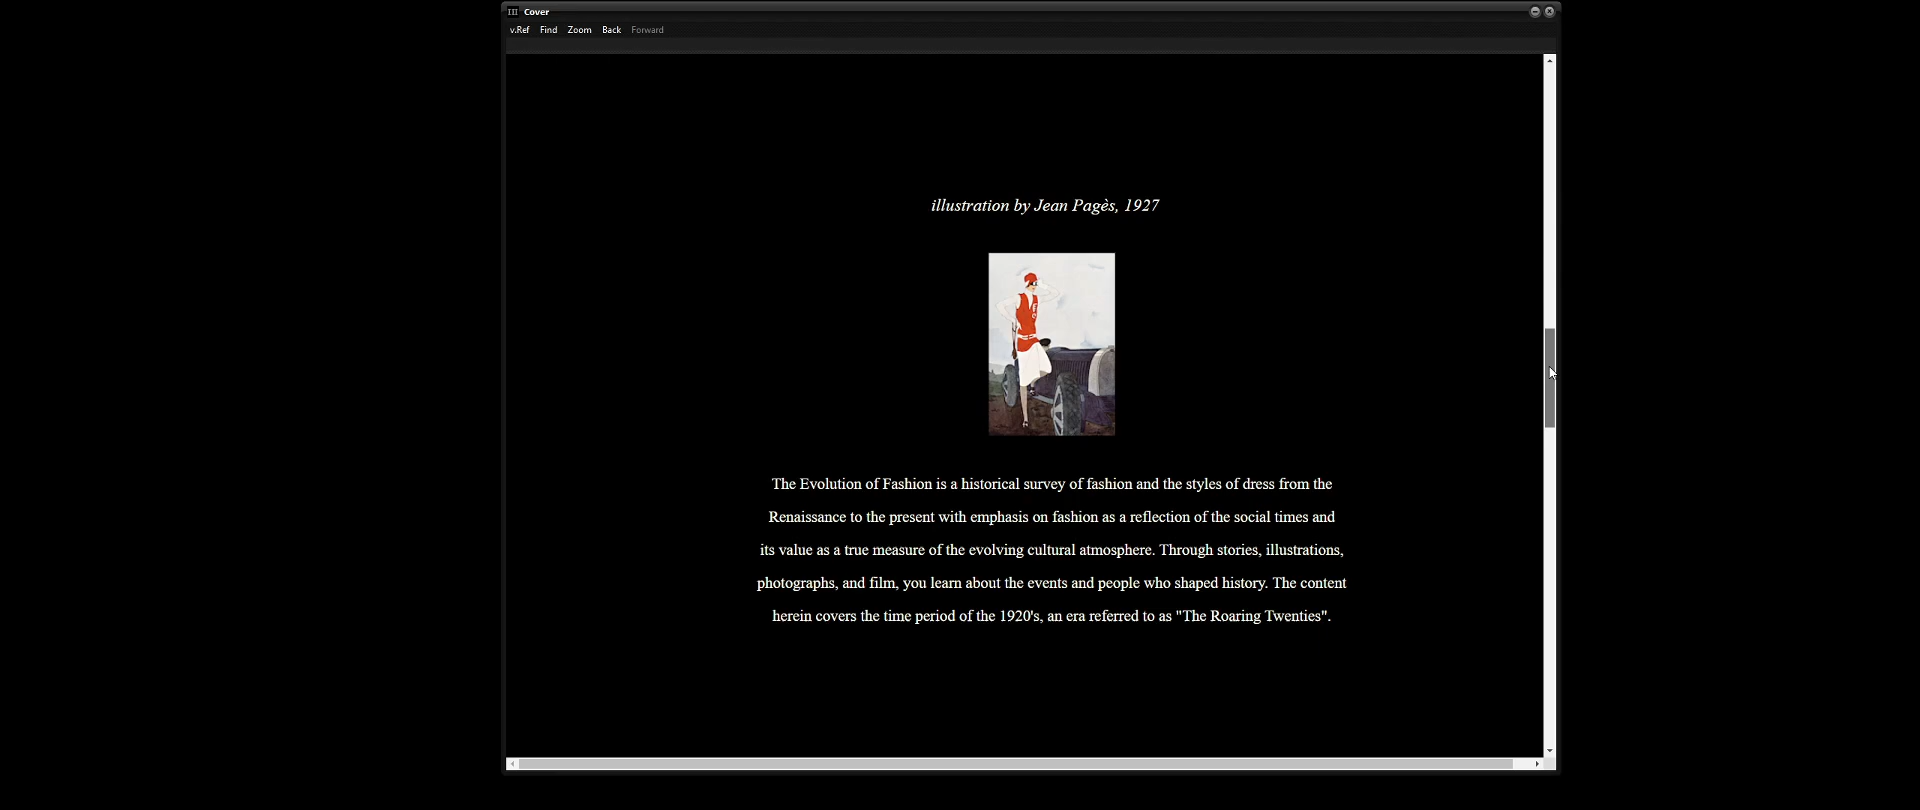 Cover
v.Ref Find Zoom Back Forward
illustration by Jean Pagès, 1927
The Evolution of Fashion is a historical survey of fashion and the styles of dress from the
Renaissance to the present with emphasis on fashion as a reflection of the social times and
its value as a true measure of the evolving cultural atmosphere. Through stories, illustrations,
photographs, and film, you learn about the events and people who shaped history. The content
herein covers the time period of the 1920's, an era referred to as "The Roaring Twenties".